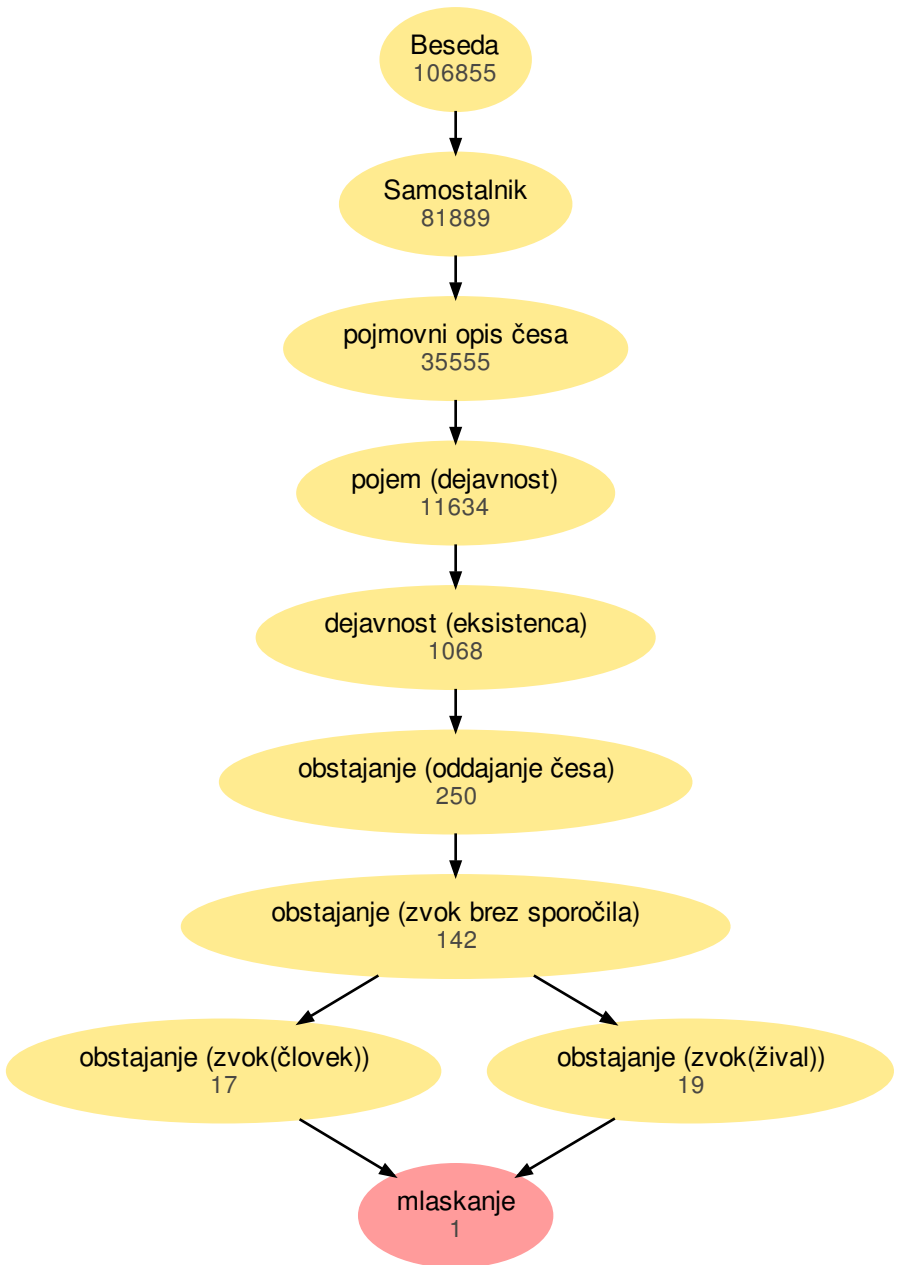 Beseda
106855
Samostalnik
81889
pojmovni opis česa
35555
pojem (dejavnost)
11634
dejavnost (eksistenca)
1068
obstajanje (oddajanje česa)
250
obstajanje (zvok brez sporočila)
142
obstajanje (zvok(človek))
17
obstajanje (zvok(žival))
19
mlaskanje
1